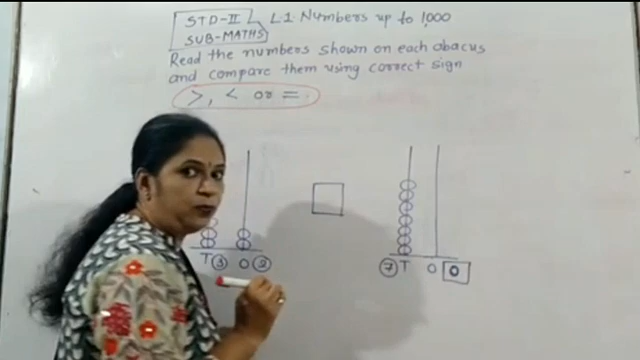 STD-II L.1. Numbers up to 1,000
SUB-MATHS
Read the numbers shown on each abacus
and compare them using correct sign
>, < or =.
T 3 O 2
7 T O 0